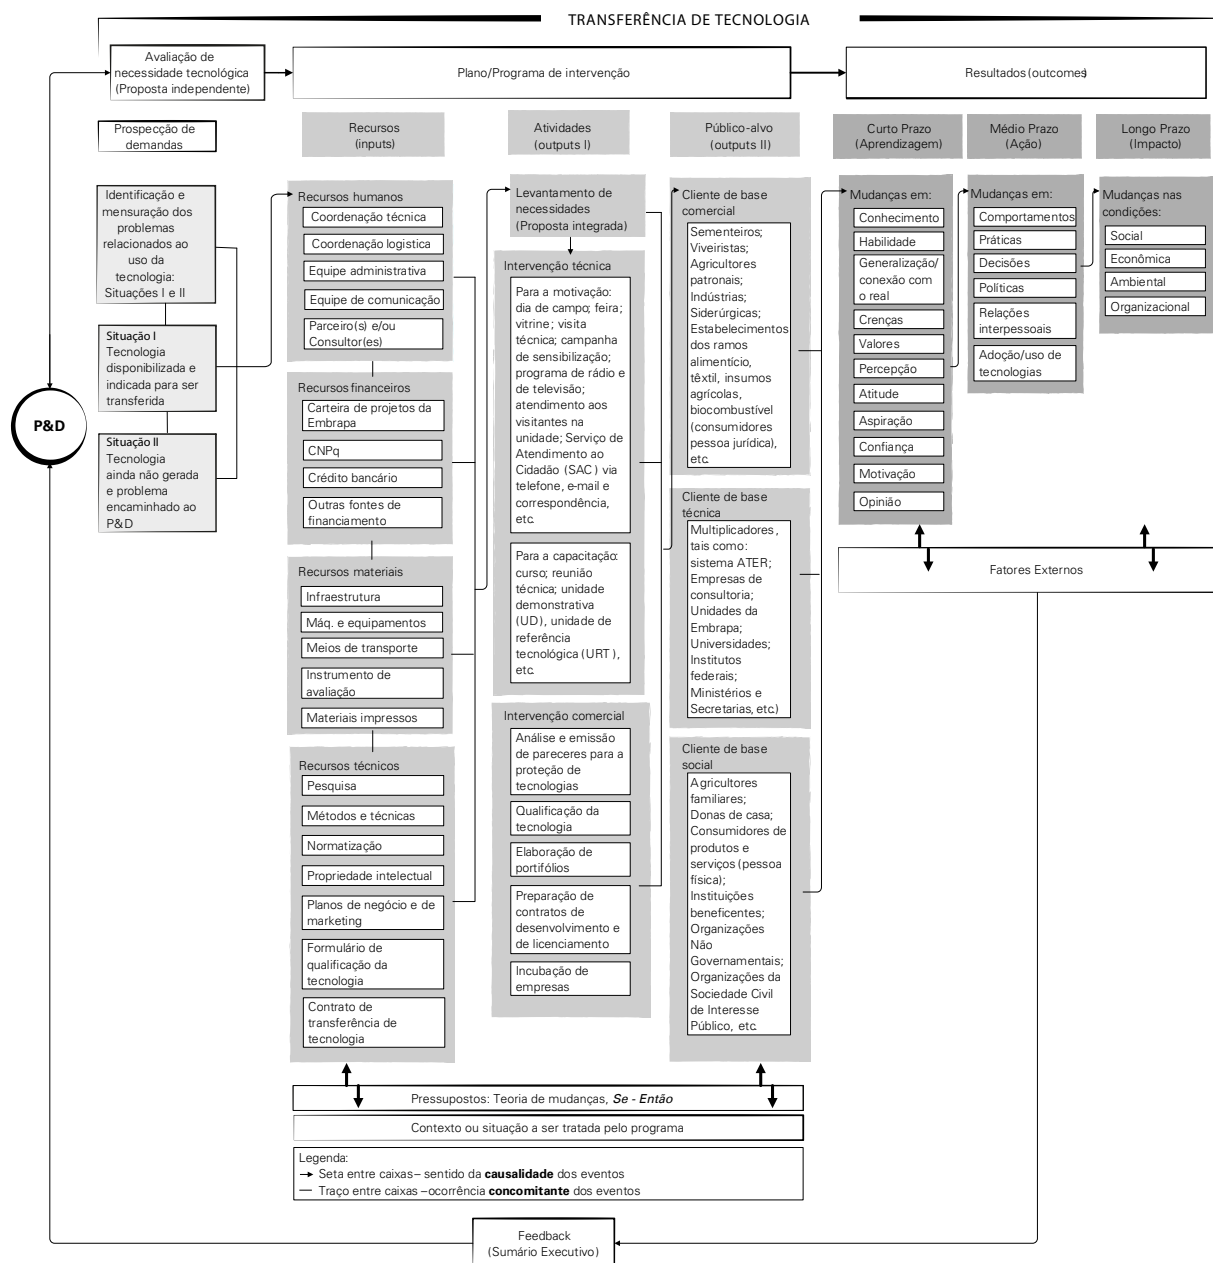 TRANSFERÊNCIA DE TECNOLOGIA
Avaliação de
necessidade tecnológica
(Proposta independente)
Plano/Programa de intervenção
Resultados (outcomes)
Prospecção de
demandas
Recursos
(inputs)
Atividades
(outputs I)
Público-alvo
(outputs II)
Curto Prazo
(Aprendizagem)
Médio Prazo
(Ação)
Longo Prazo
(Impacto)
P&D
Identificação e
mensuração dos
problemas
relacionados ao
uso da
tecnologia:
Situações I e II
Situação I
Tecnologia
disponibilizada e
indicada para ser
transferida
Situação II
Tecnologia
ainda não gerada
e problema
encaminhado ao
P&D
Recursos humanos
Coordenação técnica
Coordenação logistica
Equipe administrativa
Equipe de comunicação
Parceiro(s) e/ou
Consultor(es)
Recursos financeiros
Carteira de projetos da
Embrapa
CNPq
Crédito bancário
Outras fontes de
financiamento
Recursos materiais
Infraestrutura
Máq. e equipamentos
Meios de transporte
Instrumento de
avaliação
Materiais impressos
Recursos técnicos
Pesquisa
Métodos e técnicas
Normatização
Propriedade intelectual
Planos de negócio e de
marketing
Formulário de
qualificação da
tecnologia
Contrato de
transferência de
tecnologia
Levantamento de
necessidades
(Proposta integrada)
Intervenção técnica
Para a motivação:
dia de campo; feira;
vitrine; visita
técnica; campanha
de sensibilização;
programa de rádio e
de televisão;
atendimento aos
visitantes na
unidade; Serviço de
Atendimento ao
Cidadão (SAC) via
telefone, e-mail e
correspondência,
etc.
Para a capacitação:
curso; reunião
técnica; unidade
demonstrativa
(UD), unidade de
referência
tecnológica (URT),
etc.
Intervenção comercial
Análise e emissão
de pareceres para a
proteção de
tecnologias
Qualificação da
tecnologia
Elaboração de
portifólios
Preparação de
contratos de
desenvolvimento e
de licenciamento
Incubação de
empresas
Cliente de base
comercial
Sementeiros;
Viveiristas;
Agricultores
patronais;
Indústrias;
Siderúrgicas;
Estabelecimentos
dos ramos
alimentício,
têxtil, insumos
agrícolas,
biocombustível
(consumidores
pessoa jurídica),
etc.
Cliente de base
técnica
Multiplicadores,
tais como:
sistema ATER;
Empresas de
consultoria;
Unidades da
Embrapa;
Universidades;
Institutos
federais;
Ministérios e
Secretarias, etc.)
Cliente de base
social
Agricultores
familiares;
Donas de casa;
Consumidores de
produtos e
serviços (pessoa
física);
Instituições
beneficentes;
Organizações
Não
Governamentais;
Organizações da
Sociedade Civil
de Interesse
Público, etc.
Mudanças em:
Conhecimento
Habilidade
Generalização/
conexão com
o real
Crenças
Valores
Percepção
Atitude
Aspiração
Confiança
Motivação
Opinião
Mudanças em:
Comportamentos
Práticas
Decisões
Políticas
Relações
interpessoais
Adoção/uso de
tecnologias
Mudanças nas
condições:
Social
Econômica
Ambiental
Organizacional
Fatores Externos
Pressupostos: Teoria de mudanças, Se - Então
Contexto ou situação a ser tratada pelo programa
Legenda:
Seta entre caixas – sentido da causalidade dos eventos
Traço entre caixas – ocorrência concomitante dos eventos
Feedback
(Sumário Executivo)